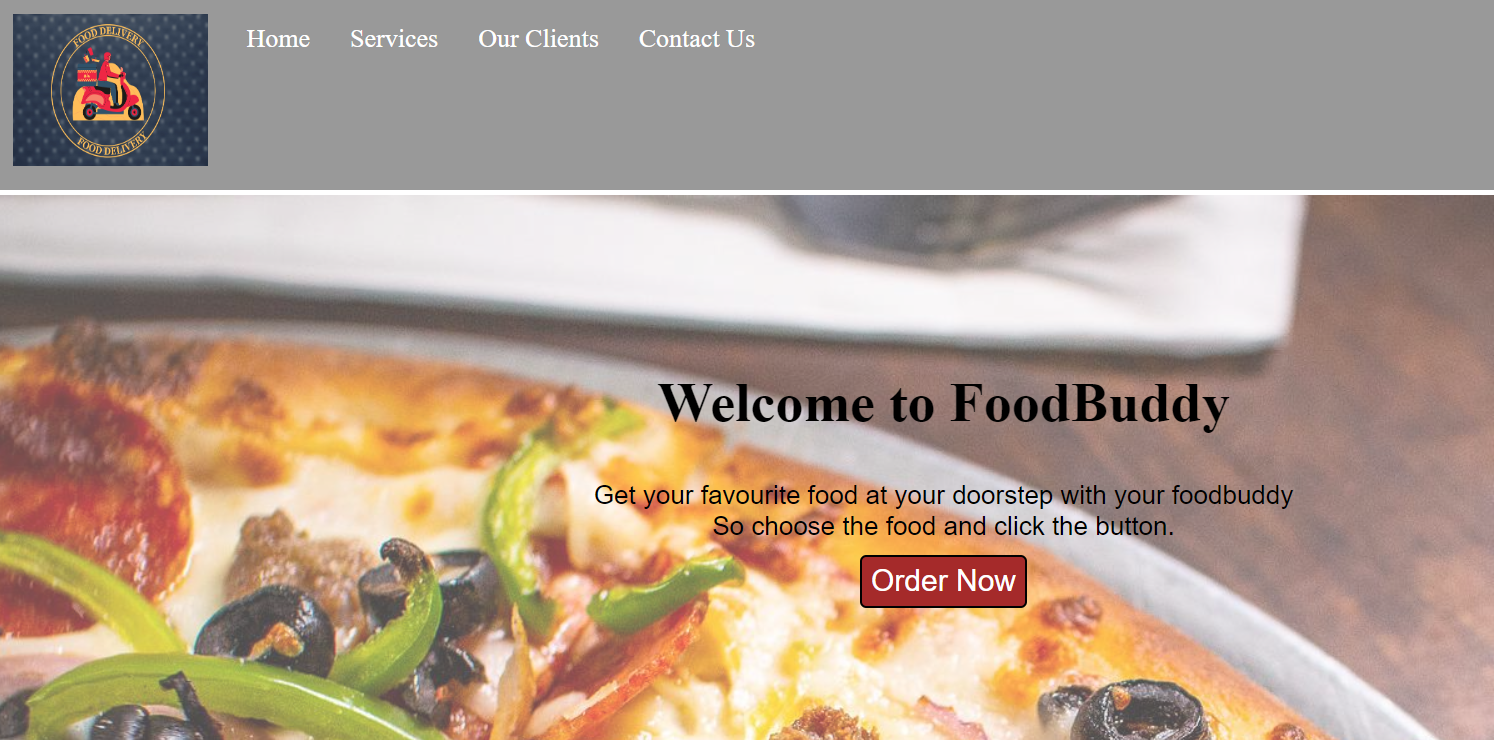 FOOD DELIVERY
FOOD DELIVERY
Home Services Our Clients Contact Us
Welcome to FoodBuddy
Get your favourite food at your doorstep with your foodbuddy
So choose the food and click the button.
Order Now